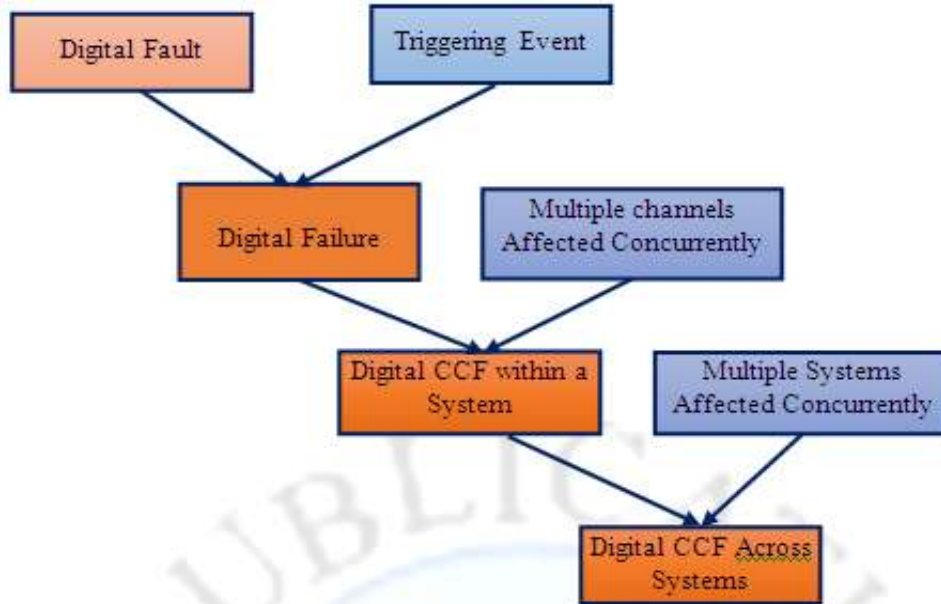 Digital Fault
Triggering Event
Digital Failure
Multiple channels
Affected Concurrently
Digital CCF within a
System
Multiple Systems
Affected Concurrently
Digital CCF Across
Systems